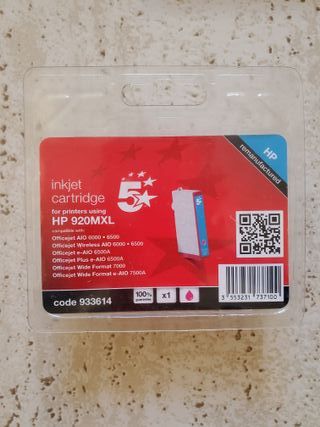 HP
remanufactured
inkjet
cartridge
5
for printers using
HP 920MXL
compatible with
Officejet AIO 6000 • 6500
Officejet Wireless AIO 6000 • 6500
Officejet e-AIO 6500A
Officejet Plus e-AIO 6500A
Officejet Wide Format 7000
Officejet Wide Format e-AIO 7500A
code 933614
100%
guarantee
x1
3 553231 737100